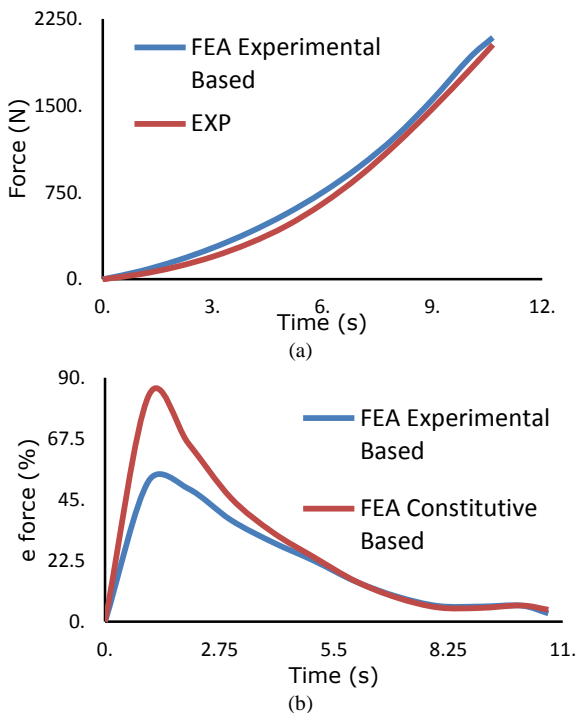 2250.
1500.
750.
0.
Force (N)
FEA Experimental
Based
EXP
0.
3.
6.
9.
12.
Time (s)
(a)
90.
67.5
45.
22.5
0.
e force (%)
FEA Experimental
Based
FEA Constitutive
Based
0.
2.75
5.5
8.25
11.
Time (s)
(b)